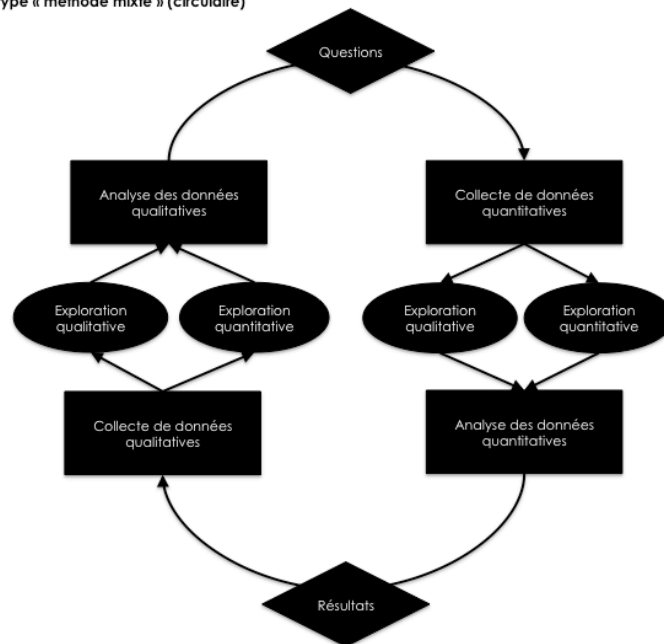 ype « méthode mixte » (circulaire)
Questions
Analyse des données
qualitatives
Collecte de données
quantitatives
Exploration
qualitative
Exploration
quantitative
Exploration
qualitative
Exploration
quantitative
Collecte de données
qualitatives
Analyse des données
quantitatives
Résultats